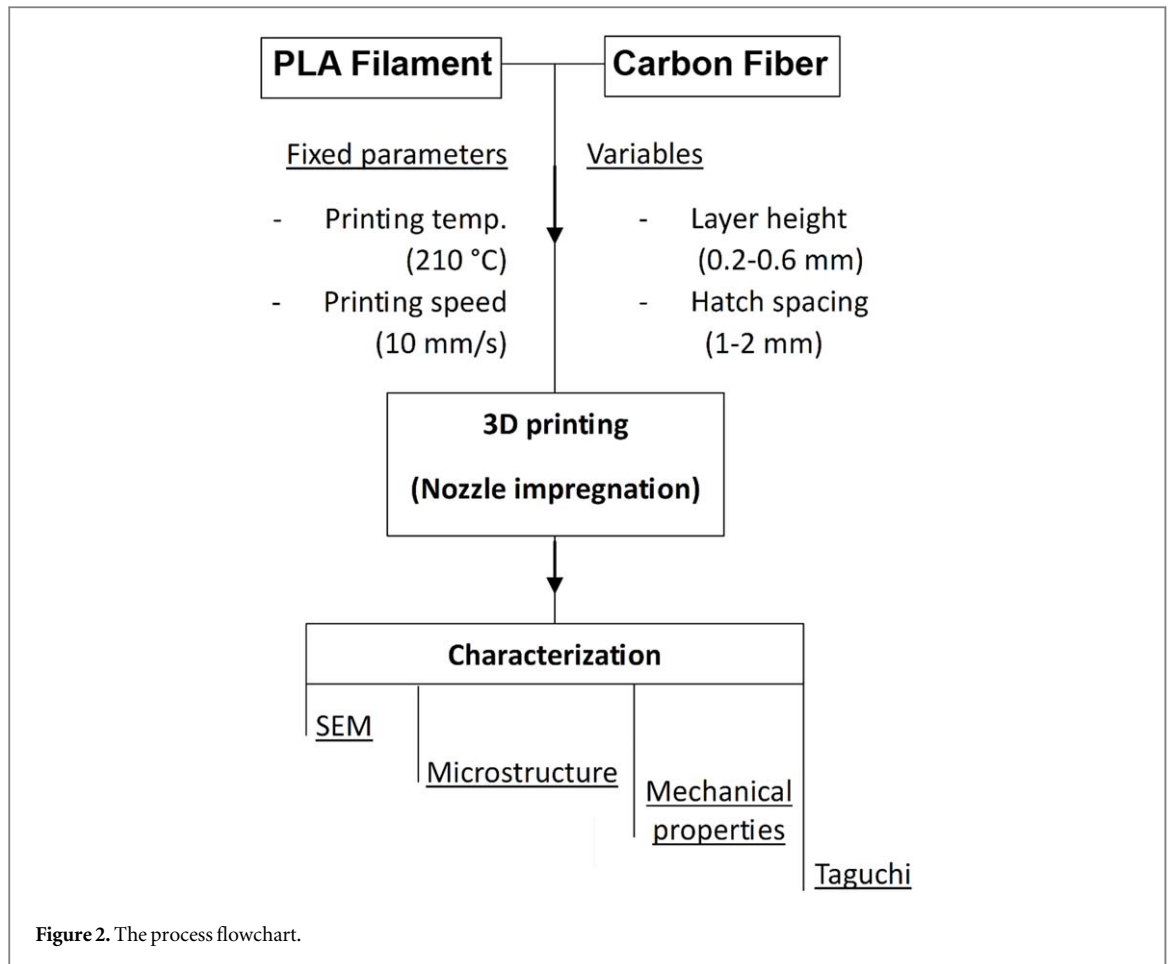 PLA Filament
Carbon Fiber
Fixed parameters
- Printing temp.
(210 °C)
- Printing speed
(10 mm/s)
Variables
- Layer height
(0.2-0.6 mm)
- Hatch spacing
(1-2 mm)
3D printing
(Nozzle impregnation)
Characterization
SEM
Microstructure
Mechanical
properties
Taguchi
Figure 2. The process flowchart.